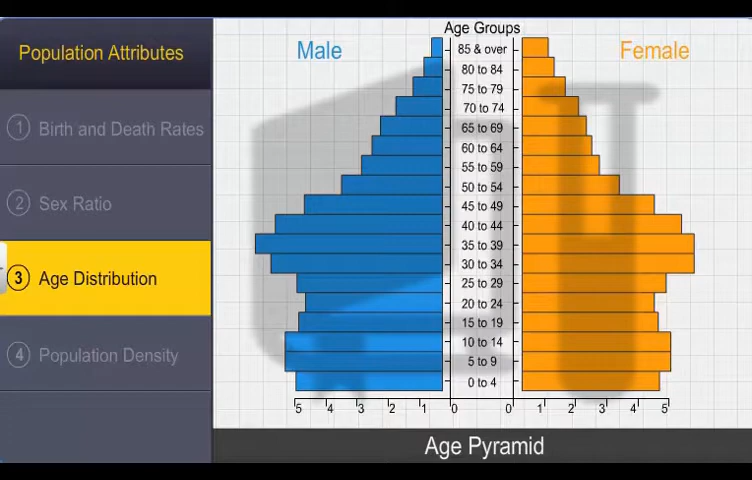 Population Attributes
1 Birth and Death Rates
2 Sex Ratio
3 Age Distribution
4 Population Density
Age Groups
Male
Female
85 & over
80 to 84
75 to 79
70 to 74
65 to 69
60 to 64
55 to 59
50 to 54
45 to 49
40 to 44
35 to 39
30 to 34
25 to 29
20 to 24
15 to 19
10 to 14
5 to 9
0 to 4
5 4 3 2 1 0 0 1 2 3 4 5
Age Pyramid